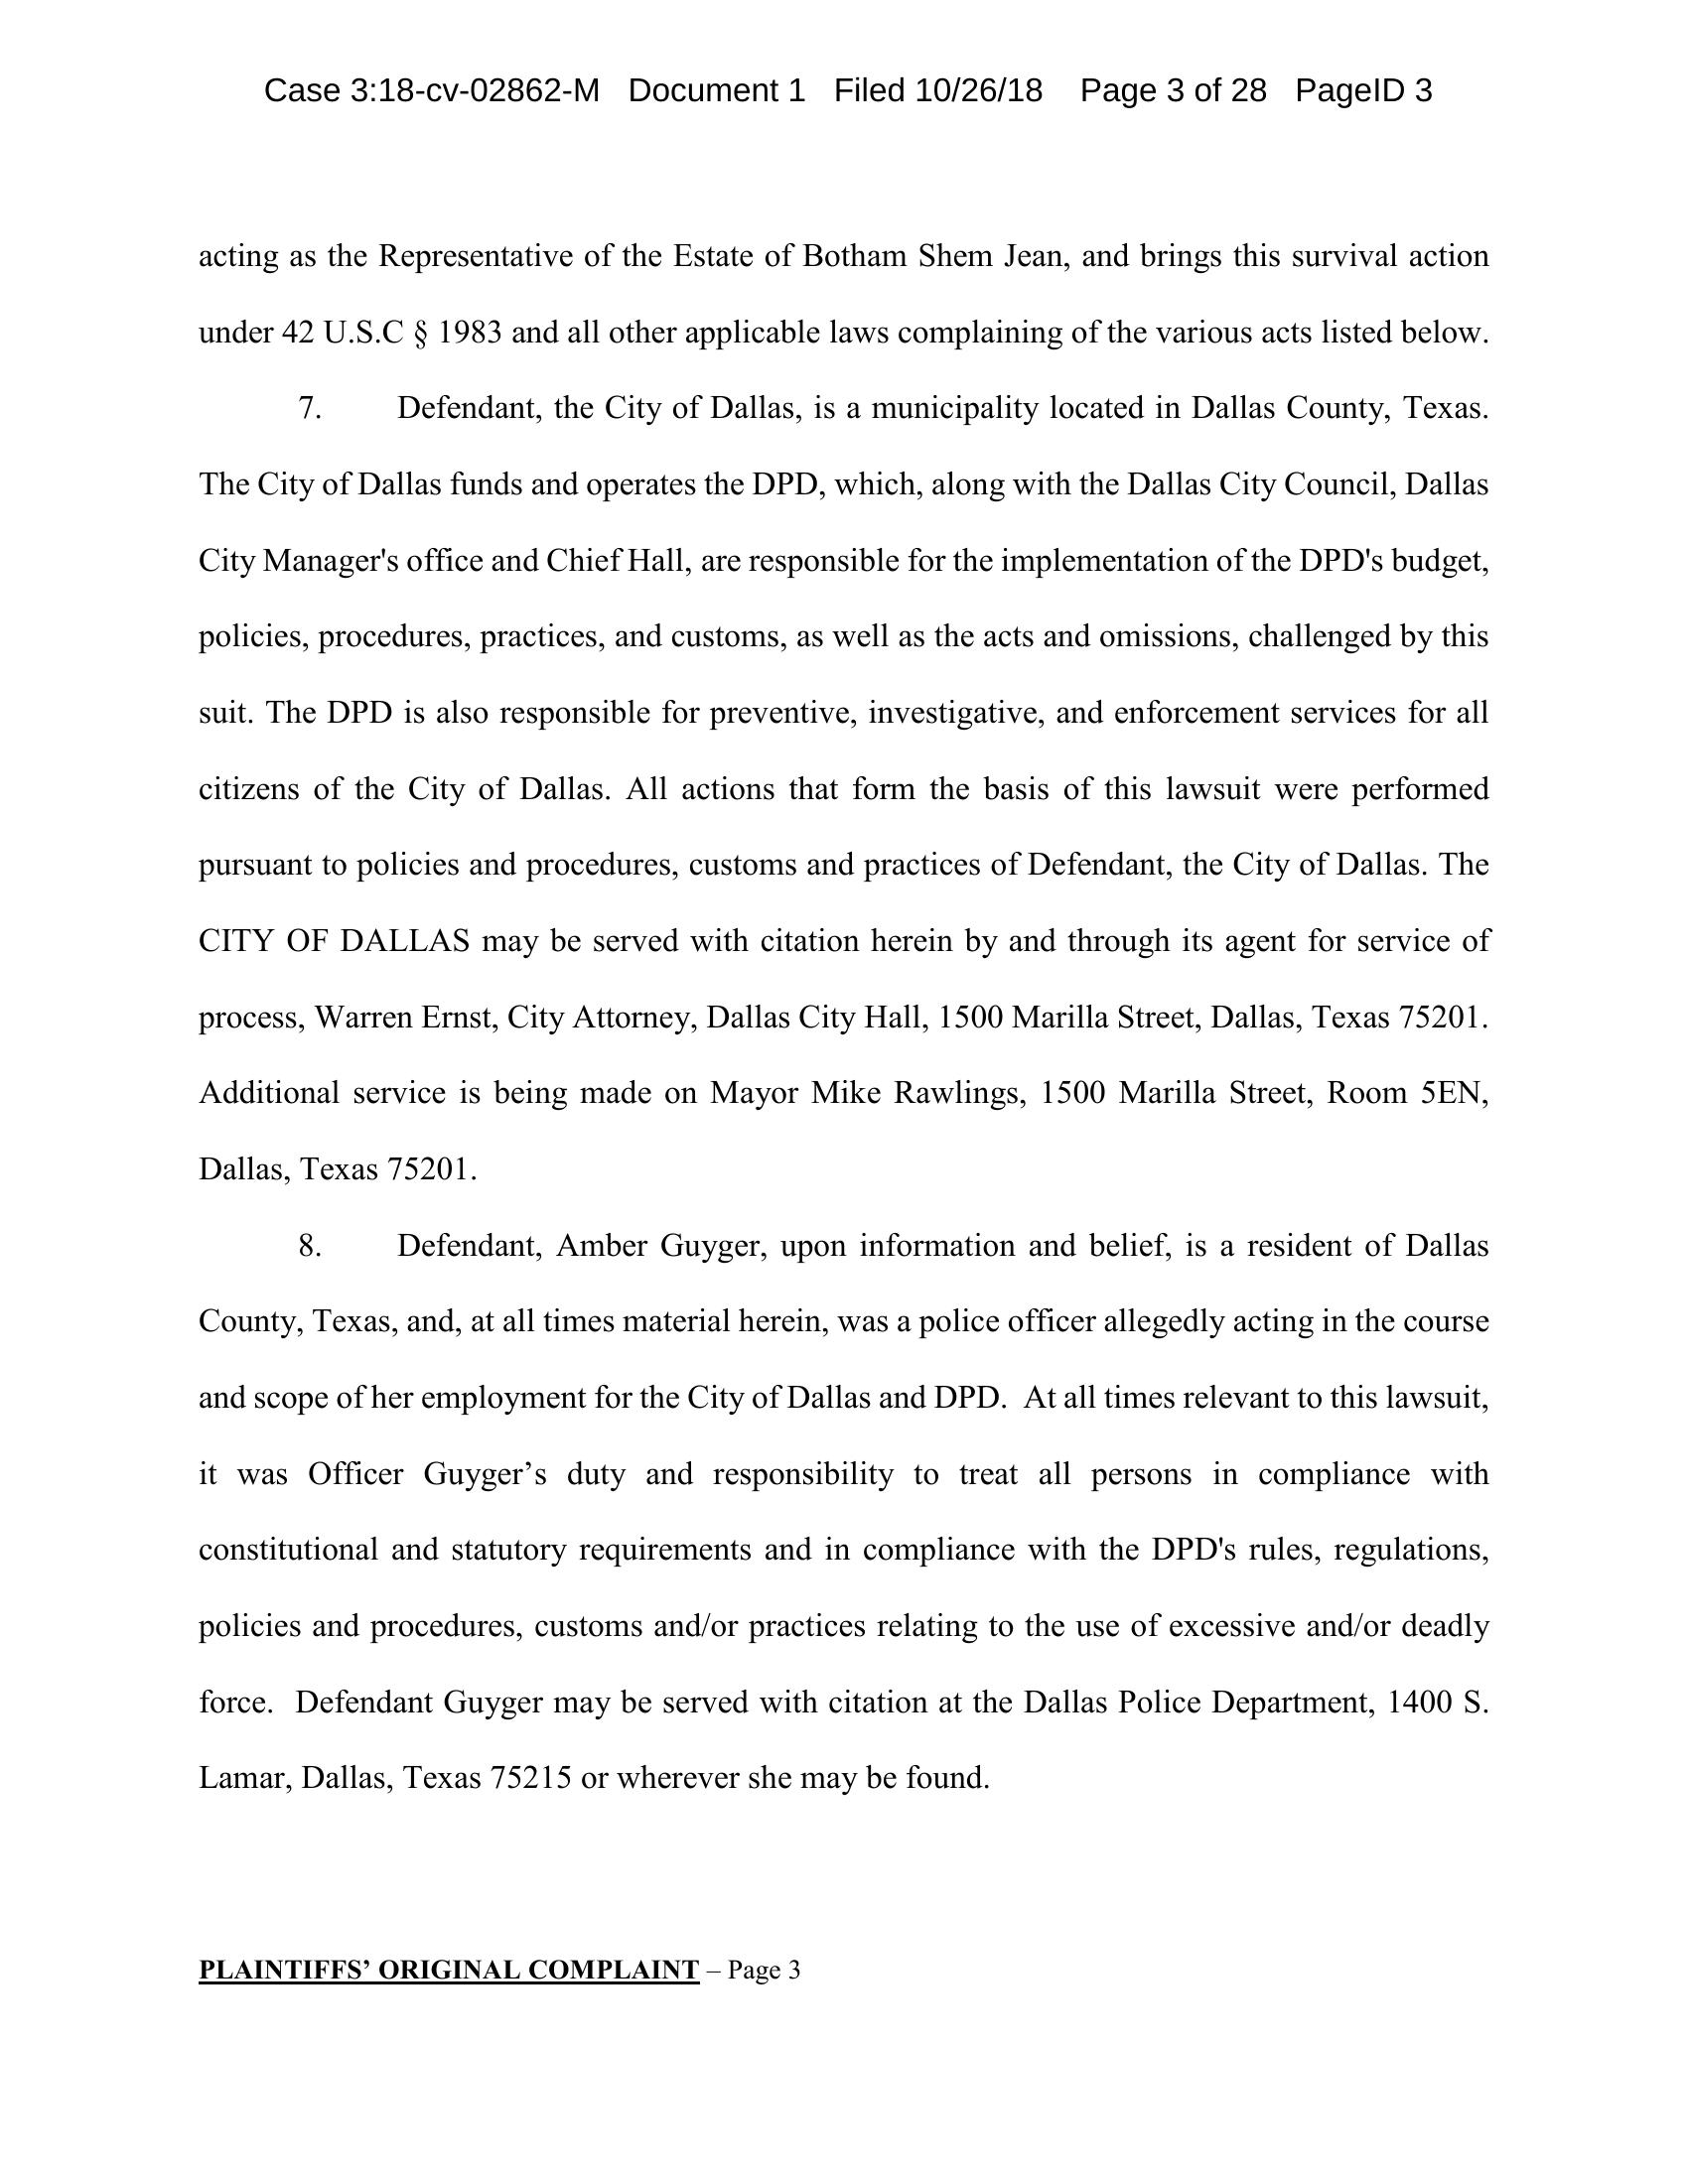 Case 3:18-cv-02862-M Document 1 Filed 10/26/18 Page 3 of 28 PageID 3
acting as the Representative of the Estate of Botham Shem Jean, and brings this survival action
under 42 U.S.C § 1983 and all other applicable laws complaining of the various acts listed below.
7. Defendant, the City of Dallas, is a municipality located in Dallas County, Texas.
The City of Dallas funds and operates the DPD, which, along with the Dallas City Council, Dallas
City Manager's office and Chief Hall, are responsible for the implementation of the DPD's budget,
policies, procedures, practices, and customs, as well as the acts and omissions, challenged by this
suit. The DPD is also responsible for preventive, investigative, and enforcement services for all
citizens of the City of Dallas. All actions that form the basis of this lawsuit were performed
pursuant to policies and procedures, customs and practices of Defendant, the City of Dallas. The
CITY OF DALLAS may be served with citation herein by and through its agent for service of
process, Warren Ernst, City Attorney, Dallas City Hall, 1500 Marilla Street, Dallas, Texas 75201.
Additional service is being made on Mayor Mike Rawlings, 1500 Marilla Street, Room 5EN,
Dallas, Texas 75201.
8. Defendant, Amber Guyger, upon information and belief, is a resident of Dallas
County, Texas, and, at all times material herein, was a police officer allegedly acting in the course
and scope of her employment for the City of Dallas and DPD.  At all times relevant to this lawsuit,
it was Officer Guyger’s duty and responsibility to treat all persons in compliance with
constitutional and statutory requirements and in compliance with the DPD's rules, regulations,
policies and procedures, customs and/or practices relating to the use of excessive and/or deadly
force.  Defendant Guyger may be served with citation at the Dallas Police Department, 1400 S.
Lamar, Dallas, Texas 75215 or wherever she may be found.
PLAINTIFFS’ ORIGINAL COMPLAINT – Page 3